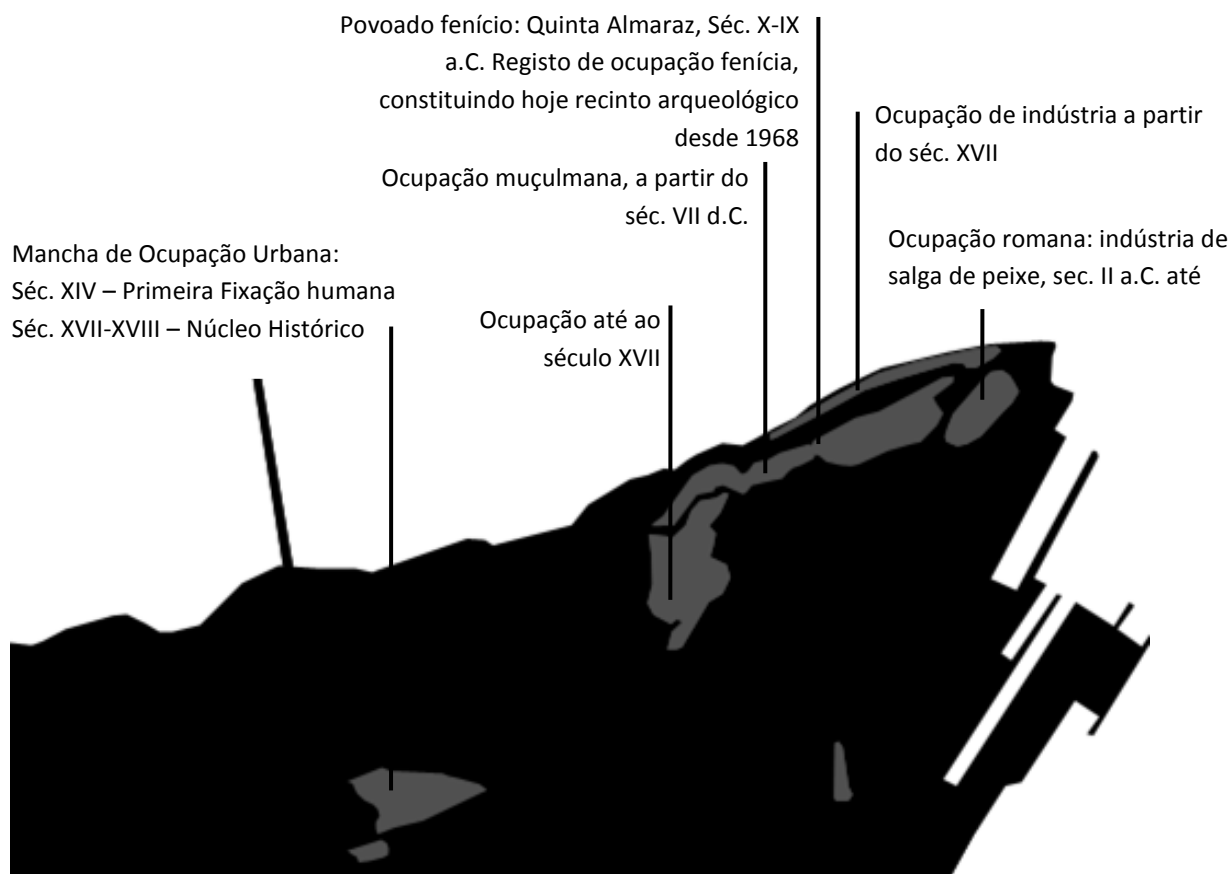 Povoado fenício: Quinta Almaraz, Séc. X-IX
a.C. Registo de ocupação fenícia,
constituindo hoje recinto arqueológico
desde 1968
Ocupação de indústria a partir
do séc. XVII
Ocupação muçulmana, a partir do
séc. VII d.C.
Ocupação romana: indústria de
salga de peixe, sec. II a.C. até
Mancha de Ocupação Urbana:
Séc. XIV – Primeira Fixação humana
Séc. XVII-XVIII – Núcleo Histórico
Ocupação até ao
século XVII